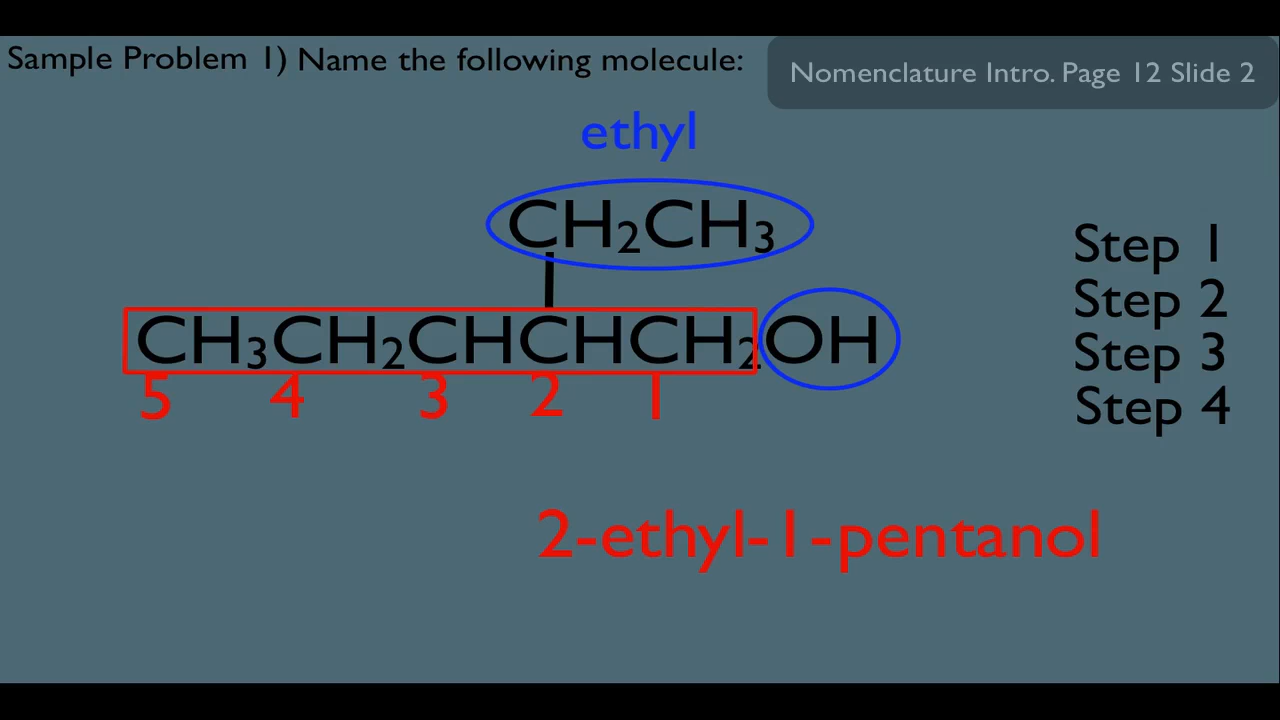 Sample Problem 1) Name the following molecule:
Nomenclature Intro. Page 12 Slide 2
ethyl
CH₂CH₃
CH₃CH₂CHCHCH₂OH
5 4 3 2 1
Step 1
Step 2
Step 3
Step 4
2-ethyl-1-pentanol